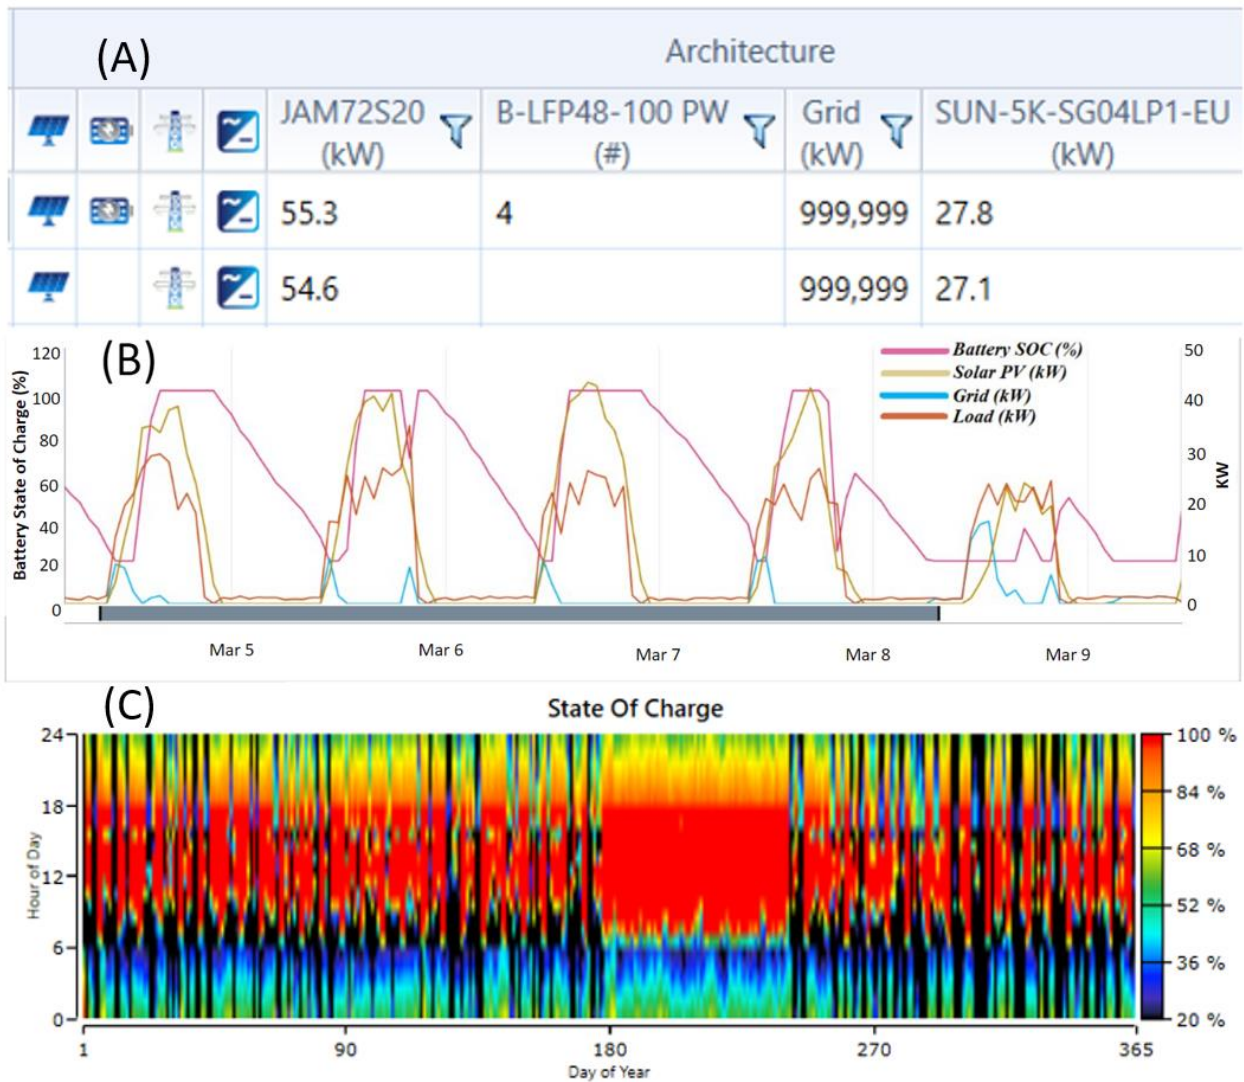 (A)
Architecture
JAM72S20 (kW)
B-LFP48-100 PW (#)
Grid (kW)
SUN-5K-SG04LP1-EU (kW)
55.3 4 999,999 27.8
54.6 999,999 27.1
(B)
Battery State of Charge (%)
120
100
80
60
40
20
0
Battery SOC (%)
Solar PV (kW)
Grid (kW)
Load (kW)
50
40
30
20
10
0
KW
Mar 5 Mar 6 Mar 7 Mar 8 Mar 9
(C)
State Of Charge
Hour of Day
24
18
12
6
0
100 %
84 %
68 %
52 %
36 %
20 %
1 90 180 270 365
Day of Year